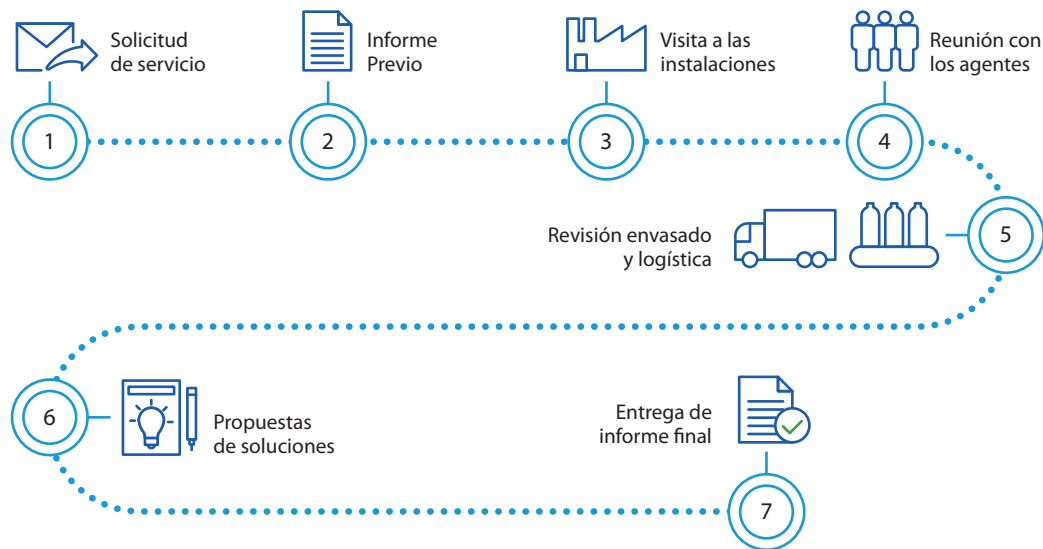 Solicitud
de servicio
1
Informe
Previo
2
Visita a las
instalaciones
3
Reunión con
los agentes
4
Revisión envasado
y logística
5
6
Propuestas
de soluciones
Entrega de
informe final
7